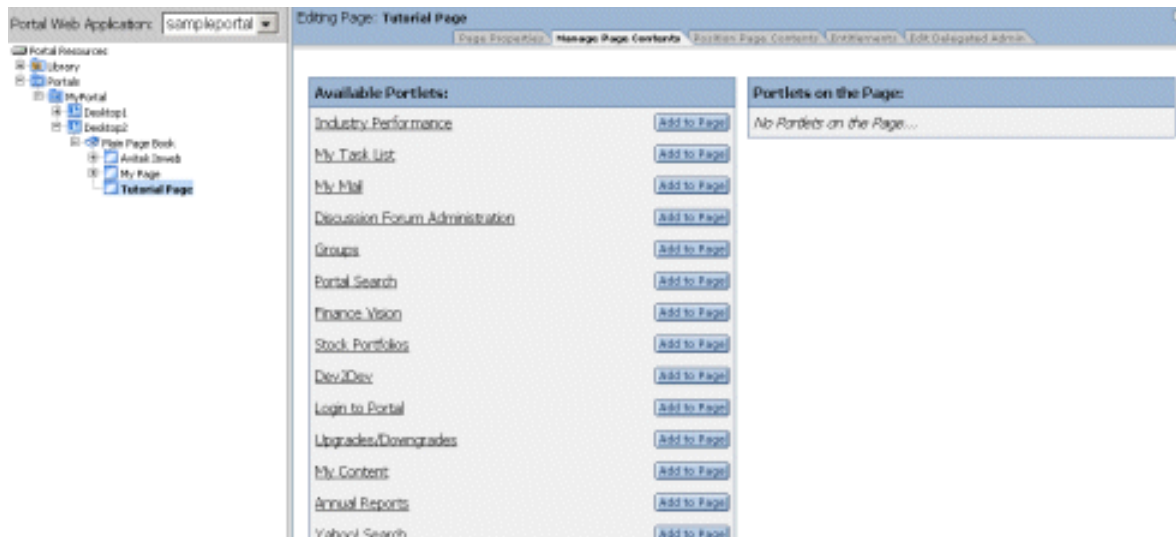 Portal Web Application: sampleportal
Portal Resources
Library
Portals
MyPortal
Desktop1
Desktop2
Main Page Book
Avitek Inweb
My Page
Tutorial Page
Editing Page: Tutorial Page
Page Properties Manage Page Contents Position Page Contents Entitlements Edit Delegated Admin
Available Portlets:
Industry Performance Add to Page
My Task List Add to Page
My Mail Add to Page
Discussion Forum Administration Add to Page
Groups Add to Page
Portal Search Add to Page
Finance Vision Add to Page
Stock Portfolios Add to Page
Dev2Dev Add to Page
Login to Portal Add to Page
Upgrades/Downgrades Add to Page
My Content Add to Page
Annual Reports Add to Page
Yahoo! Search Add to Page
Portlets on the Page:
No Portlets on the Page...